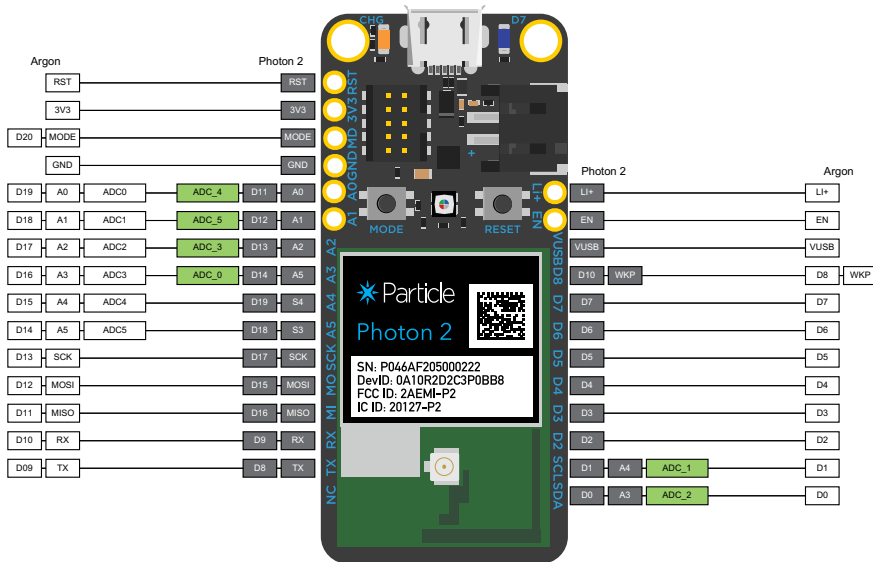 CHG D7
Argon Photon 2
RST RST
3V3 3V3
D20 MODE MODE
GND GND
D19 A0 ADC0 ADC_4 D11 A0
D18 A1 ADC1 ADC_5 D12 A1
D17 A2 ADC2 ADC_3 D13 A2
D16 A3 ADC3 ADC_0 D14 A5
D15 A4 ADC4 D19 S4
D14 A5 ADC5 D18 S3
D13 SCK D17 SCK
D12 MOSI D15 MOSI
D11 MISO D16 MISO
D10 RX D9 RX
D09 TX D8 TX
RST
3V3
MD
GND
A0
A1
A2
A3
A4
A5
SCK
MO
MI
RX
TX
NC
+
MODE RESET
Particle
Photon 2
SN: P046AF205000222
DevID: 0A10R2D2C3P0BB8
FCC ID: 2AEMI-P2
IC ID: 20127-P2
LI+
EN
VUSB
D8
D7
D6
D5
D4
D3
D2
SCL
SDA
Photon 2 Argon
LI+ LI+
EN EN
VUSB VUSB
D10 WKP D8 WKP
D7 D7
D6 D6
D5 D5
D4 D4
D3 D3
D2 D2
D1 A4 ADC_1 D1
D0 A3 ADC_2 D0